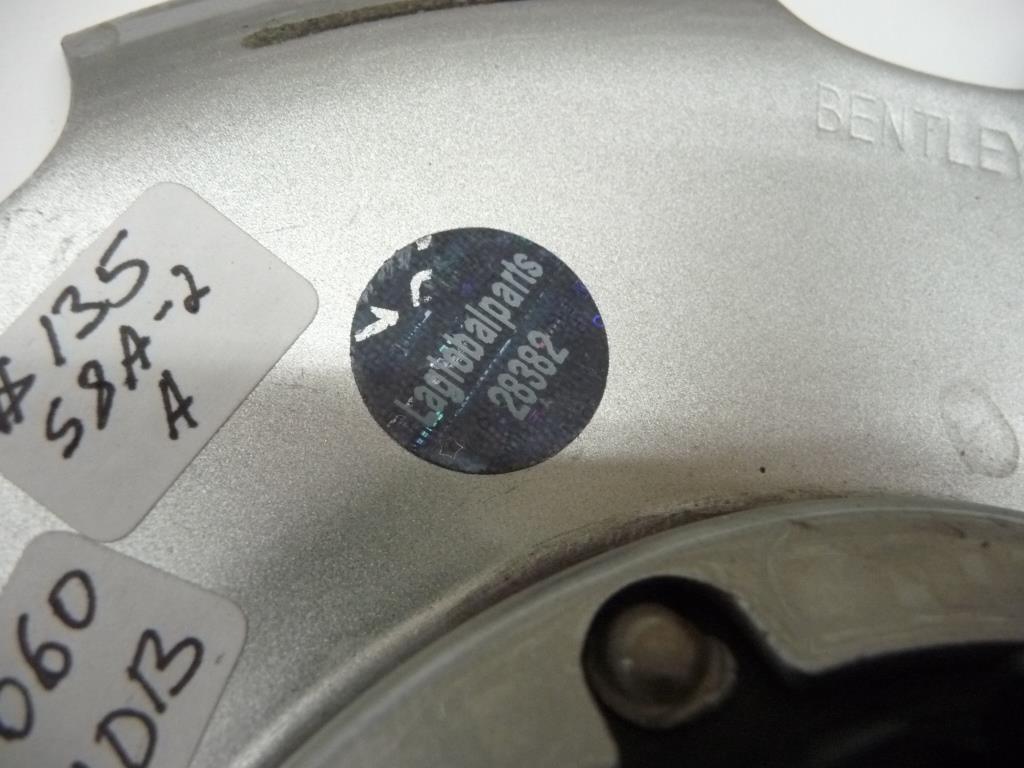 BENTLEY
#135
S8A-2
A
Laglobalparts
28382
060
DB